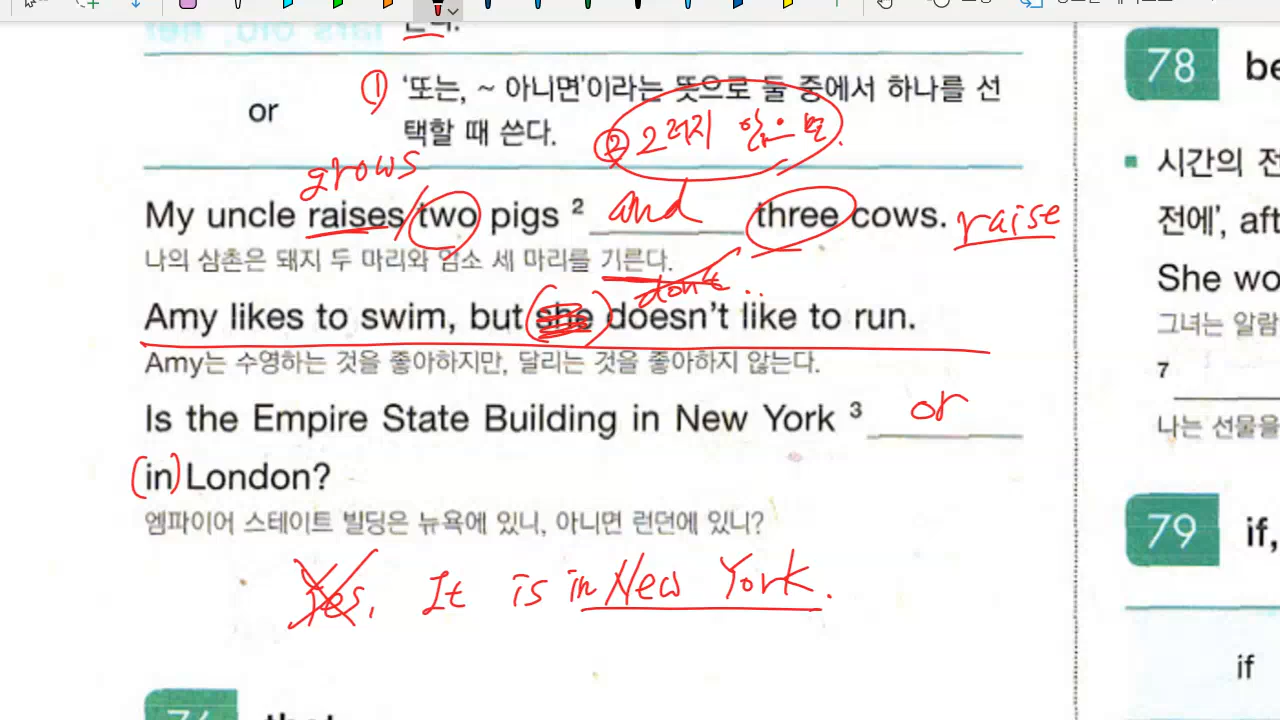 든다.
① '또는, ~ 아니면'이라는 뜻으로 둘 중에서 하나를 선
or
택할 때 쓴다.
② 그러지 않으면.
grows
My uncle raises / two pigs ² and three cows. raise
나의 삼촌은 돼지 두 마리와 암소 세 마리를 기른다.
don't ..
Amy likes to swim, but she doesn't like to run.
Amy는 수영하는 것을 좋아하지만, 달리는 것을 좋아하지 않는다.
Is the Empire State Building in New York ³ or
(in) London?
엠파이어 스테이트 빌딩은 뉴욕에 있니, 아니면 런던에 있니?
Yes. It is in New York.
that
78 be
시간의 전
전에', aft
She wo
그녀는 알람
7
나는 선물을
79 if,
if